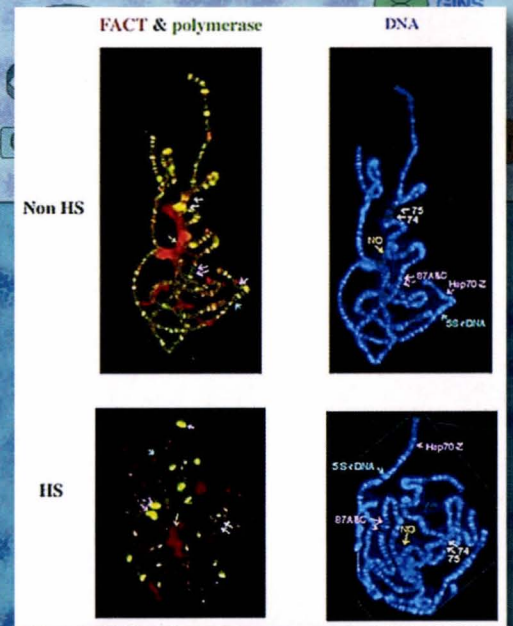 GINS
FACT & polymerase
DNA
Non HS
75
74
NO
87A&C
Hsp70-Z
5S rDNA
HS
Hsp70-Z
5S rDNA
87A&C
NO
74
75